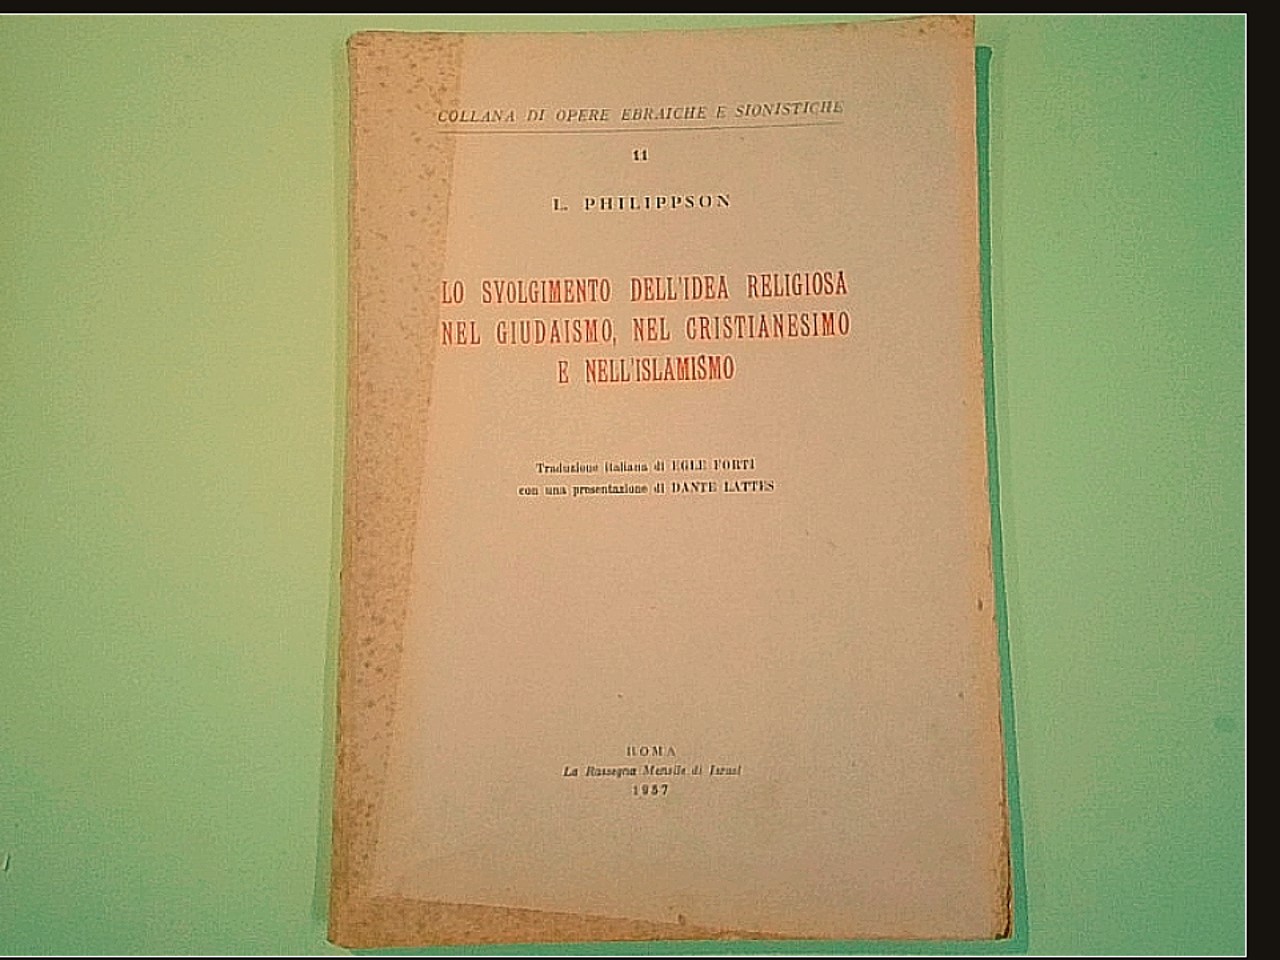 COLLANA DI OPERE EBRAICHE E SIONISTICHE
11
L. PHILIPPSON
LO SVOLGIMENTO DELL'IDEA RELIGIOSA
NEL GIUDAISMO, NEL CRISTIANESIMO
E NELL'ISLAMISMO
Traduzione italiana di EGLE FORTI
con una presentazione di DANTE LATTES
ROMA
La Rassegna Mensile di Israel
1957